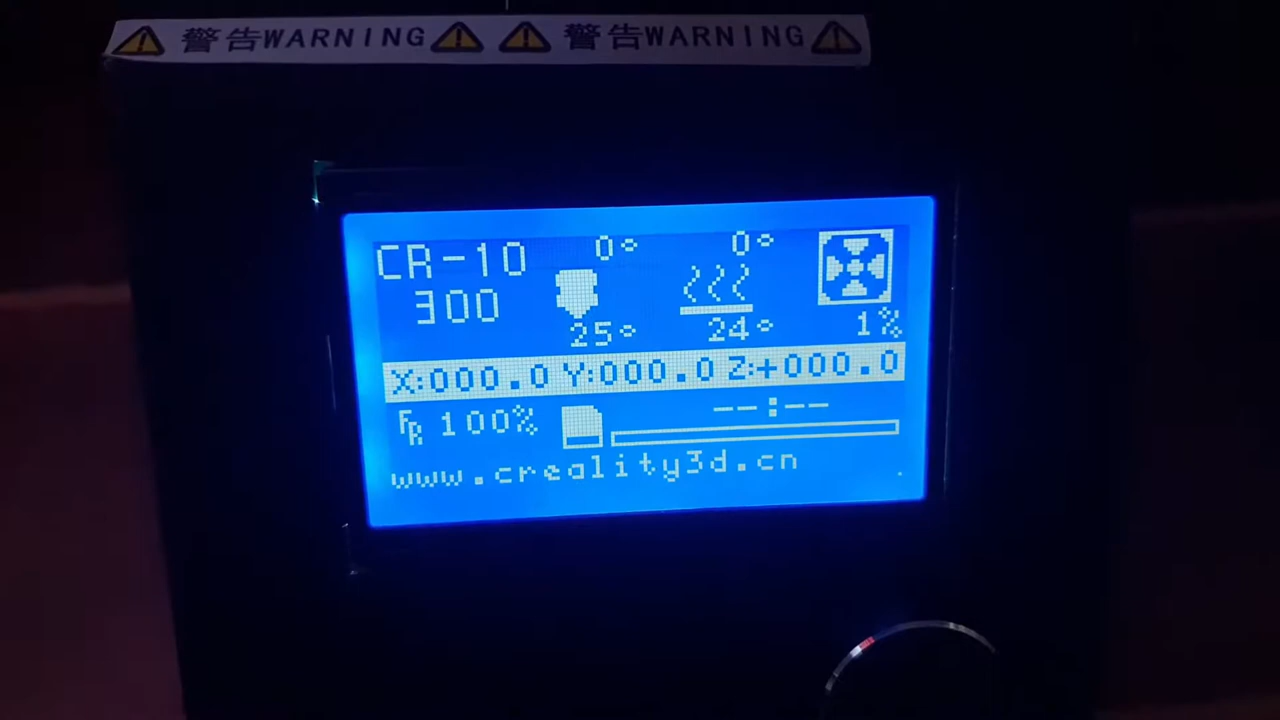 警告WARNING 警告WARNING
CR-10 0° 0°
300
25° 24° 1%
X:000.0 Y:000.0 Z:+000.0
FR 100% --:--
www.creality3d.cn